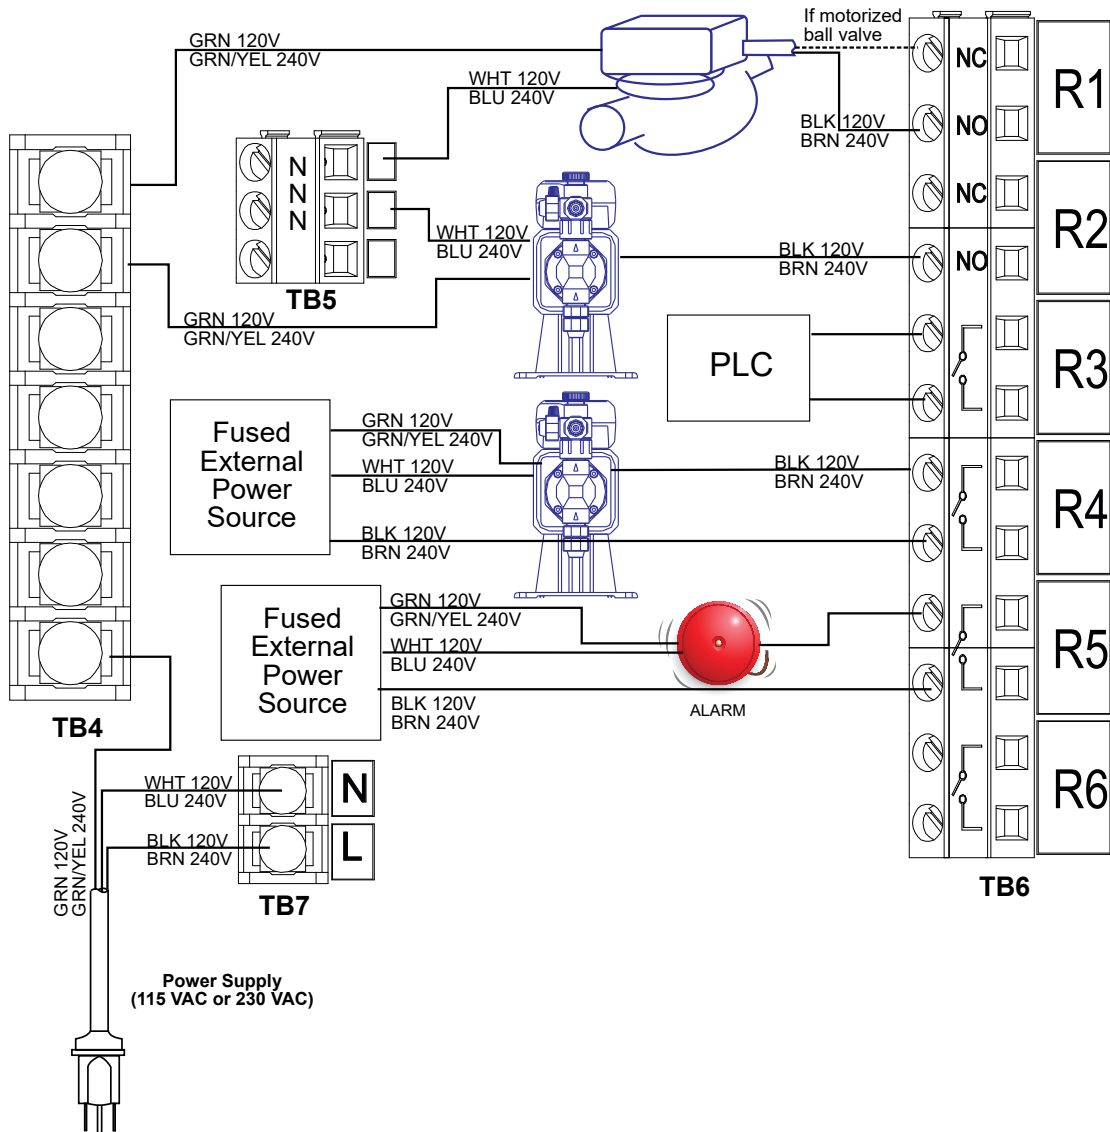 If motorized
ball valve
GRN 120V
GRN/YEL 240V
WHT 120V
BLU 240V
NC
R1
BLK 120V
BRN 240V
NO
N
N
N
TB5
NC
R2
WHT 120V
BLU 240V
BLK 120V
BRN 240V
NO
GRN 120V
GRN/YEL 240V
PLC
R3
Fused
External
Power
Source
GRN 120V
GRN/YEL 240V
WHT 120V
BLU 240V
BLK 120V
BRN 240V
R4
BLK 120V
BRN 240V
Fused
External
Power
Source
GRN 120V
GRN/YEL 240V
WHT 120V
BLU 240V
BLK 120V
BRN 240V
ALARM
R5
TB4
WHT 120V
BLU 240V
N
R6
BLK 120V
BRN 240V
L
GRN 120V
GRN/YEL 240V
TB7
TB6
Power Supply
(115 VAC or 230 VAC)